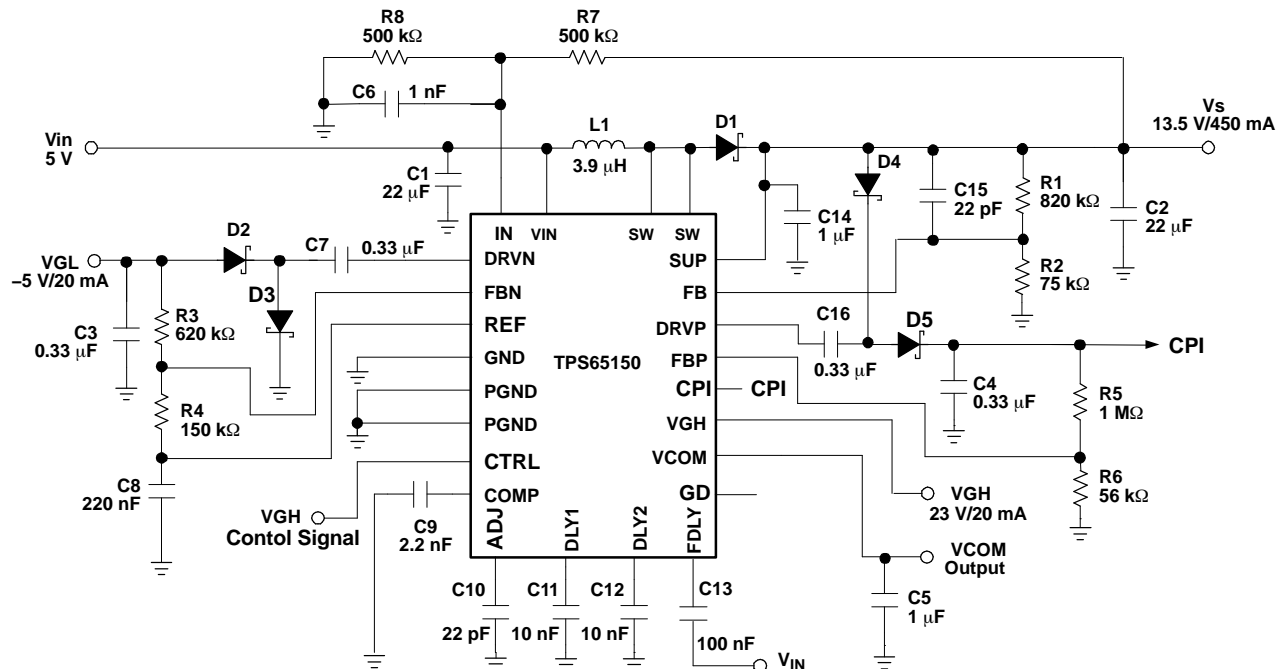 R8
500 kΩ
R7
500 kΩ
C6
1 nF
Vin
5 V
L1
3.9 μH
D1
Vs
13.5 V/450 mA
C1
22 μF
D4
C15
22 pF
R1
820 kΩ
C2
22 μF
C14
1 μF
R2
75 kΩ
D2
C7
0.33 μF
VGL
–5 V/20 mA
D3
C3
0.33 μF
R3
620 kΩ
R4
150 kΩ
C8
220 nF
IN
VIN
SW
SW
DRVN
FBN
REF
GND
PGND
PGND
CTRL
COMP
SUP
FB
DRVP
FBP
CPI
VGH
VCOM
GD
TPS65150
ADJ
DLY1
DLY2
FDLY
CPI
C16
0.33 μF
D5
CPI
C4
0.33 μF
R5
1 MΩ
R6
56 kΩ
VGH
23 V/20 mA
VCOM
Output
C5
1 μF
VGH
Contol Signal
C9
2.2 nF
C10
22 pF
C11
10 nF
C12
10 nF
C13
100 nF
VIN